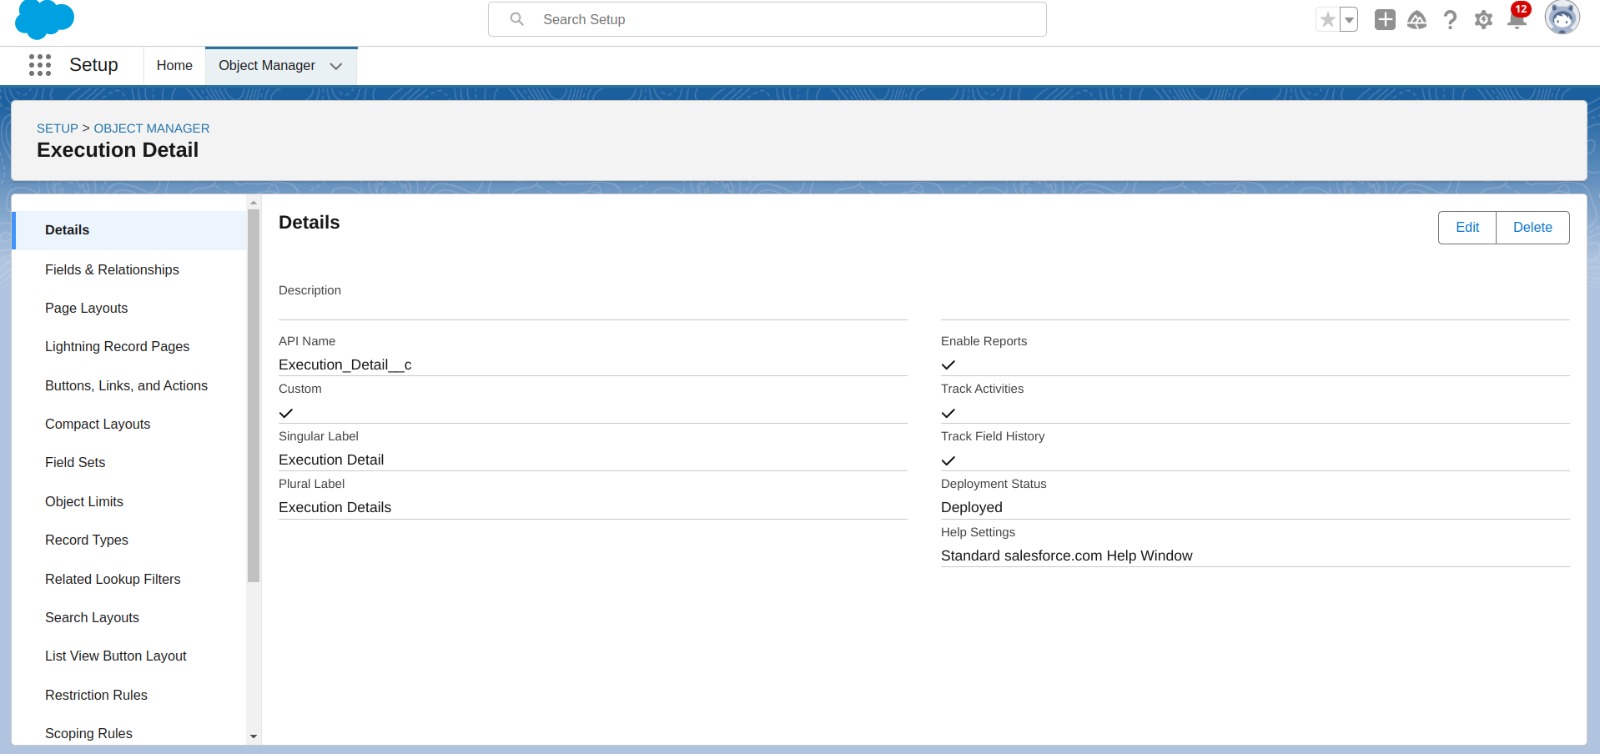 Search Setup
12
Setup
Home
Object Manager
SETUP > OBJECT MANAGER
Execution Detail
Details
Fields & Relationships
Page Layouts
Lightning Record Pages
Buttons, Links, and Actions
Compact Layouts
Field Sets
Object Limits
Record Types
Related Lookup Filters
Search Layouts
List View Button Layout
Restriction Rules
Scoping Rules
Details
Edit
Delete
Description
API Name
Execution_Detail__c
Custom
Singular Label
Execution Detail
Plural Label
Execution Details
Enable Reports
Track Activities
Track Field History
Deployment Status
Deployed
Help Settings
Standard salesforce.com Help Window